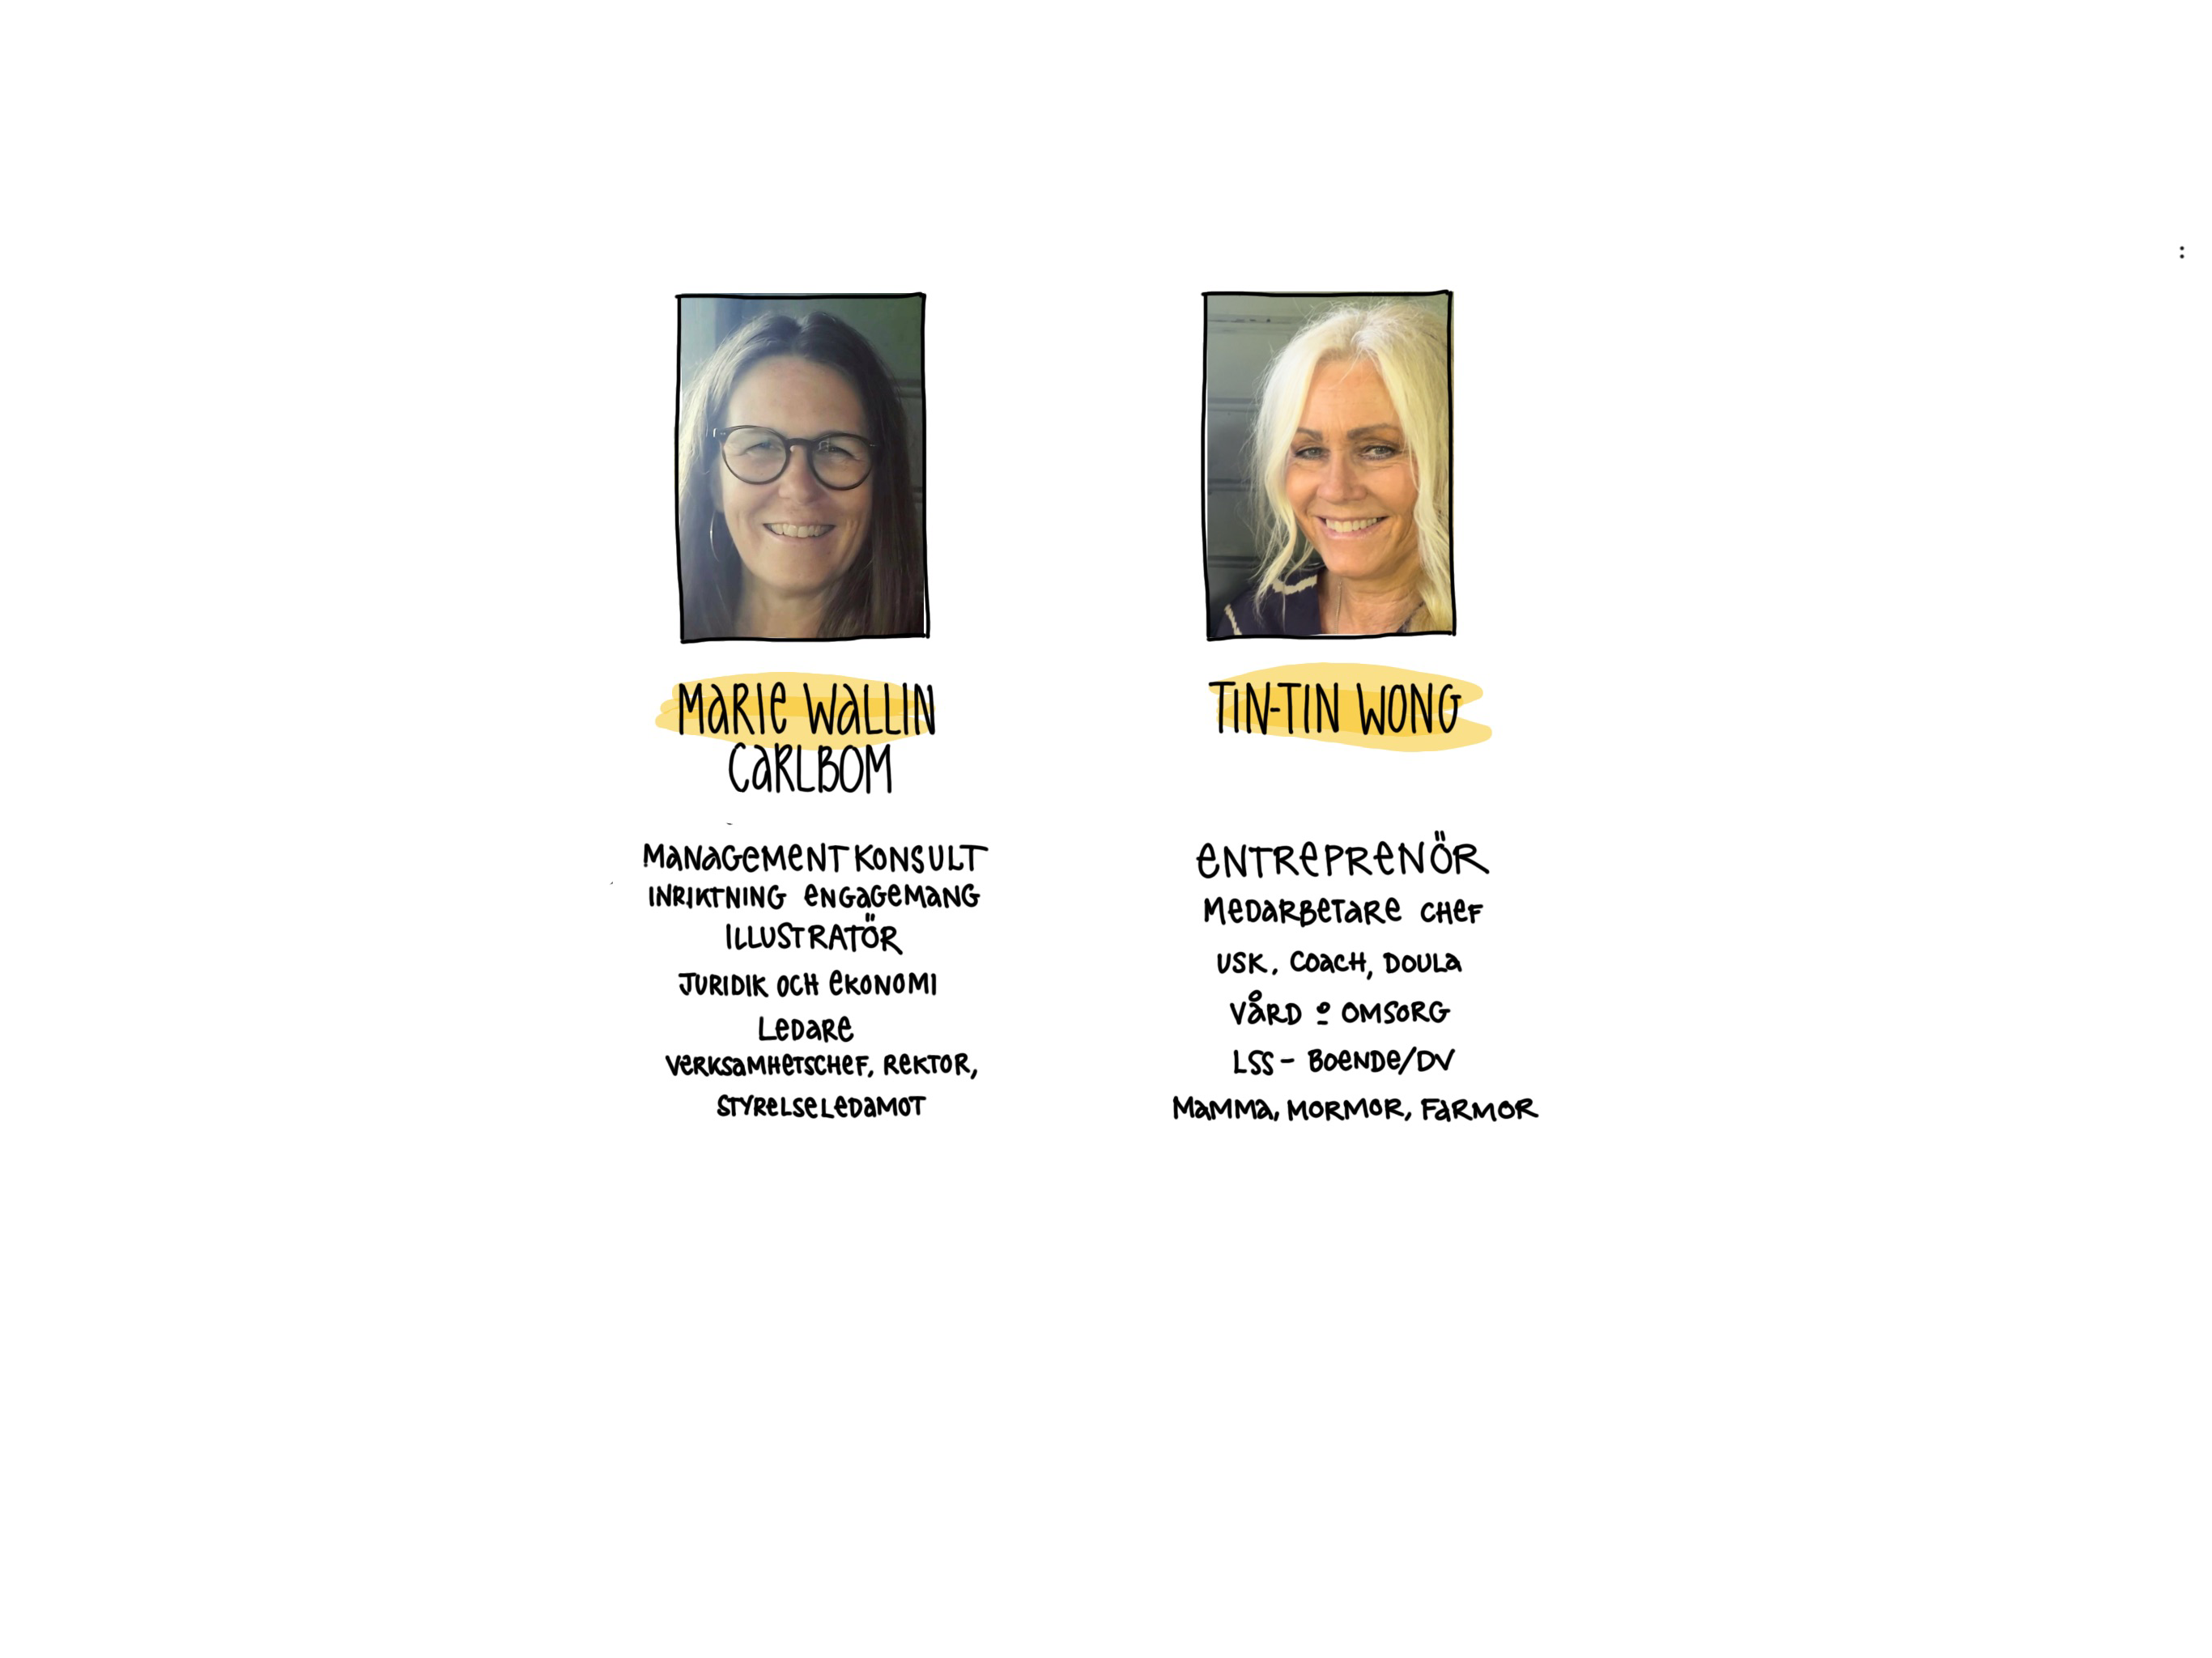 MARIE WALLIN
CARLBOM
MANAGEMENTKONSULT
INRIKTNING ENGAGEMANG
ILLUSTRATÖR
JURIDIK OCH EKONOMI
LEDARE
VERKSAMHETSCHEF, REKTOR,
STYRELSELEDAMOT
TIN-TIN WONG
ENTREPRENÖR
MEDARBETARE CHEF
USK, COACH, DOULA
VÅRD o OMSORG
LSS - BOENDE/DV
MAMMA, MORMOR, FARMOR